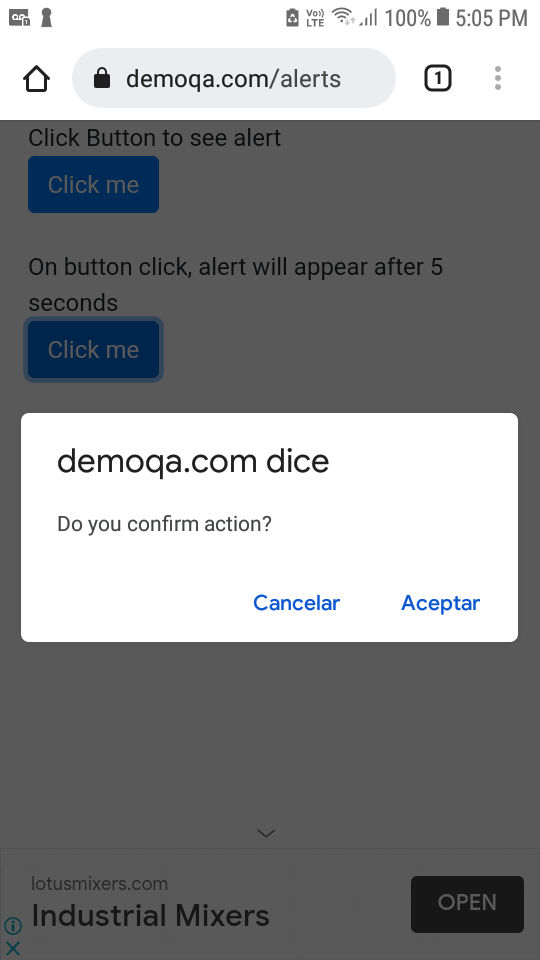 Vo) LTE 100% 5:05 PM
demoqa.com/alerts 1
Click Button to see alert
Click me
On button click, alert will appear after 5
seconds
Click me
demoqa.com dice
Do you confirm action?
Cancelar Aceptar
lotusmixers.com
Industrial Mixers
OPEN